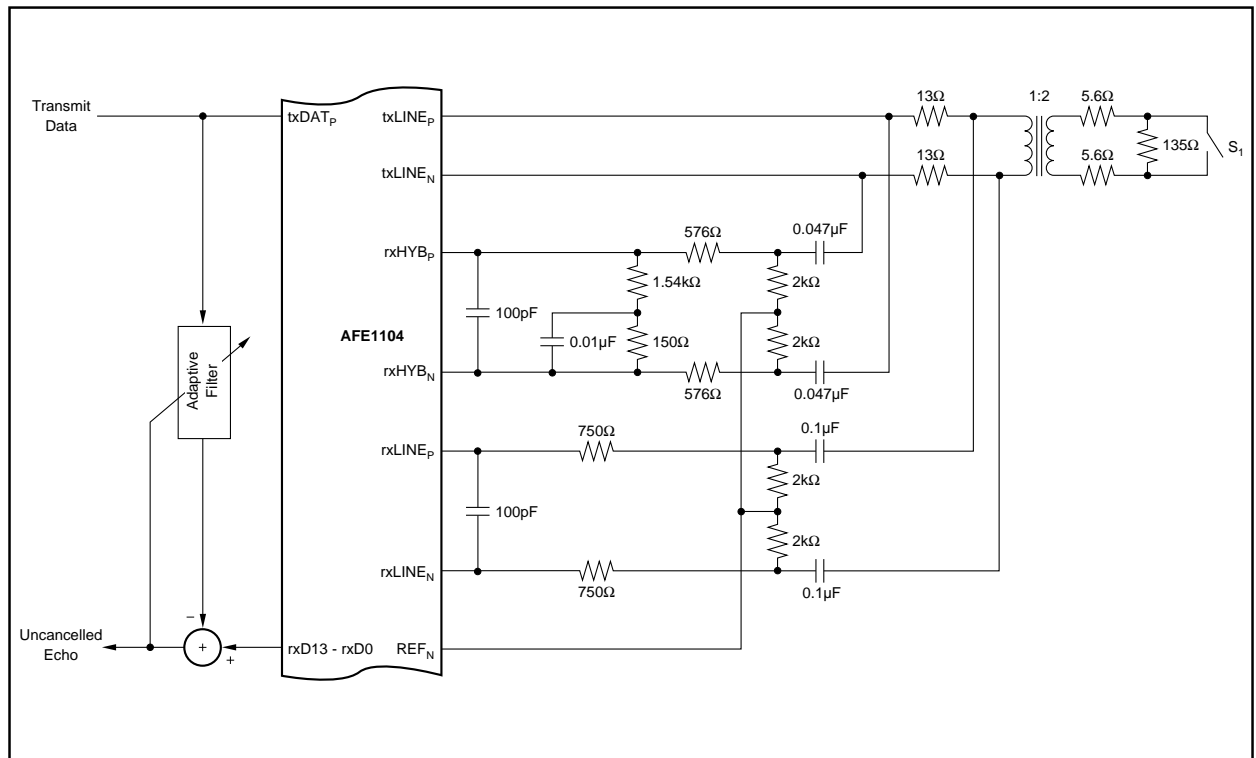 Transmit
Data
txDATP
txLINEP
txLINEN
rxHYBP
rxHYBN
rxLINEP
rxLINEN
REFN
rxD13 - rxD0
AFE1104
Adaptive
Filter
Uncancelled
Echo
−
+
+
13Ω
13Ω
1:2
5.6Ω
5.6Ω
135Ω
S1
576Ω
0.047µF
1.54kΩ
2kΩ
100pF
0.01µF
150Ω
2kΩ
576Ω
0.047µF
750Ω
0.1µF
2kΩ
100pF
2kΩ
750Ω
0.1µF